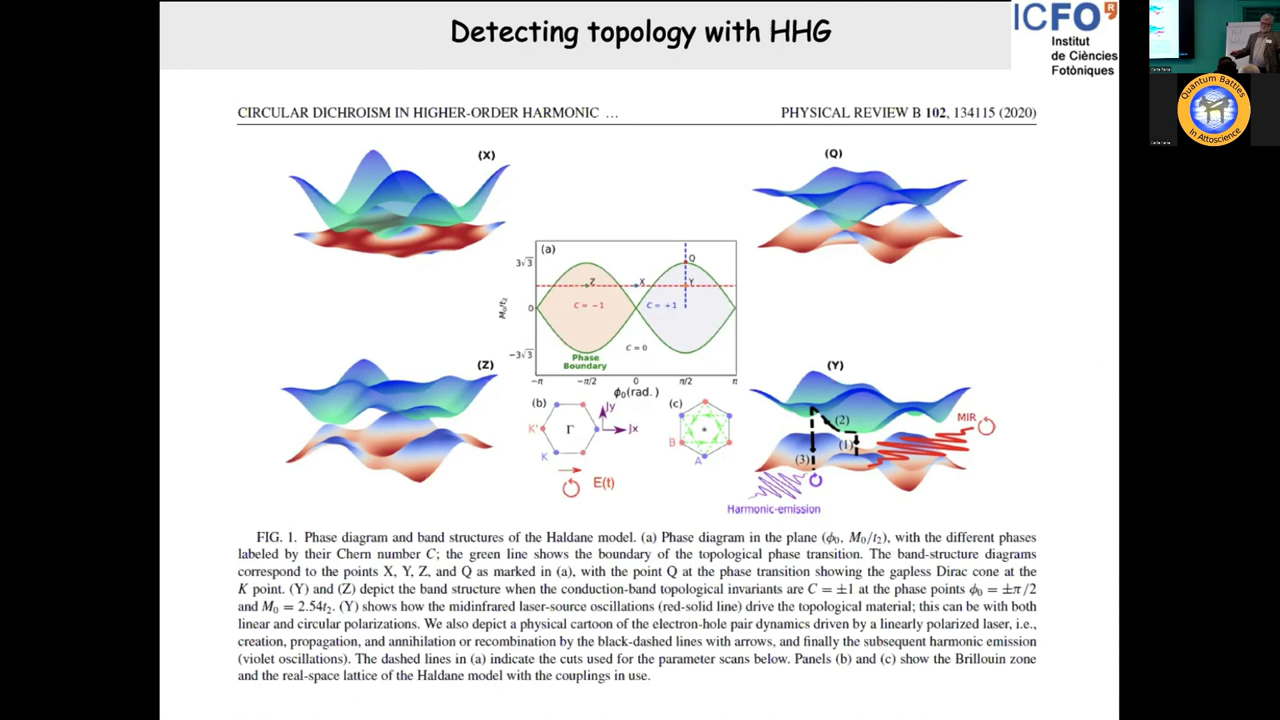 Detecting topology with HHG
ICFO
Institut
de Ciències
Fotòniques
CIRCULAR DICHROISM IN HIGHER-ORDER HARMONIC …
PHYSICAL REVIEW B 102, 134115 (2020)
(X)
(Q)
(a)
3√3
0
−3√3
M₀/t₂
Q
Z
X
Y
C = −1
C = +1
C = 0
Phase
Boundary
−π
−π/2
0
π/2
π
ϕ₀(rad.)
(Z)
(Y)
(b)
K'
Γ
K
Jy
Jx
E(t)
(c)
B
A
(2)
(1)
(3)
MIR
Harmonic-emission
FIG. 1. Phase diagram and band structures of the Haldane model. (a) Phase diagram in the plane (ϕ₀, M₀/t₂), with the different phases
labeled by their Chern number C; the green line shows the boundary of the topological phase transition. The band-structure diagrams
correspond to the points X, Y, Z, and Q as marked in (a), with the point Q at the phase transition showing the gapless Dirac cone at the
K point. (Y) and (Z) depict the band structure when the conduction-band topological invariants are C = ±1 at the phase points ϕ₀ = ±π/2
and M₀ = 2.54t₂. (Y) shows how the midinfrared laser-source oscillations (red-solid line) drive the topological material; this can be with both
linear and circular polarizations. We also depict a physical cartoon of the electron-hole pair dynamics driven by a linearly polarized laser, i.e.,
creation, propagation, and annihilation or recombination by the black-dashed lines with arrows, and finally the subsequent harmonic emission
(violet oscillations). The dashed lines in (a) indicate the cuts used for the parameter scans below. Panels (b) and (c) show the Brillouin zone
and the real-space lattice of the Haldane model with the couplings in use.
Quantum Battles
In Attoscience